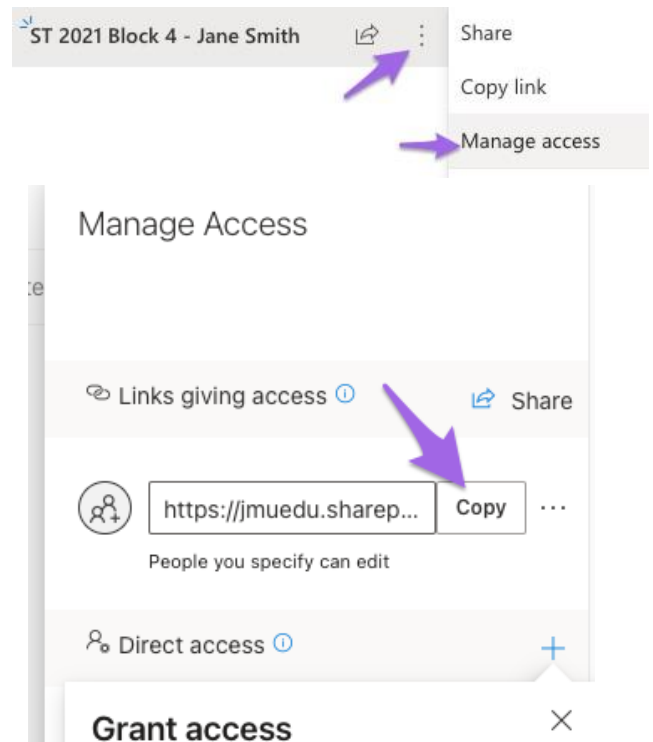 ST 2021 Block 4 - Jane Smith
Share
Copy link
Manage access
Manage Access
te
Links giving access
Share
https://jmuedu.sharep...
Copy
...
People you specify can edit
Direct access
Grant access